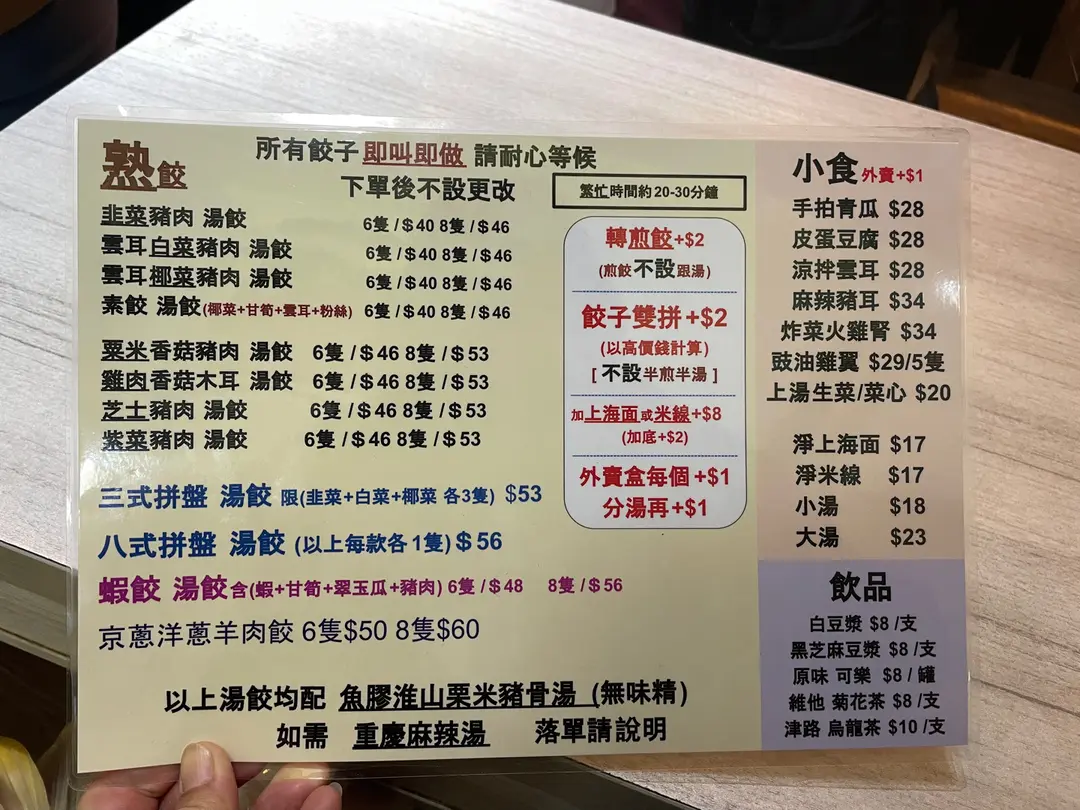 熟餃
所有餃子 即叫即做 請耐心等候
下單後不設更改
繁忙時間約20-30分鐘
韭菜豬肉 湯餃 6隻 / $40 8隻 / $46
雲耳白菜豬肉 湯餃 6隻 / $40 8隻 / $46
雲耳椰菜豬肉 湯餃 6隻 / $40 8隻 / $46
素餃 湯餃(椰菜+甘筍+雲耳+粉絲) 6隻 / $40 8隻 / $46
粟米香菇豬肉 湯餃 6隻 / $46 8隻 / $53
雞肉香菇木耳 湯餃 6隻 / $46 8隻 / $53
芝士豬肉 湯餃 6隻 / $46 8隻 / $53
紫菜豬肉 湯餃 6隻 / $46 8隻 / $53
三式拼盤 湯餃 限(韭菜+白菜+椰菜 各3隻) $53
八式拼盤 湯餃 (以上每款各1隻) $56
蝦餃 湯餃含(蝦+甘筍+翠玉瓜+豬肉) 6隻 / $48 8隻 / $56
京蔥洋蔥羊肉餃 6隻$50 8隻$60
以上湯餃均配 魚膠淮山栗米豬骨湯 (無味精)
如需 重慶麻辣湯 落單請說明
轉煎餃+$2
(煎餃不設跟湯)
餃子雙拼+$2
(以高價錢計算)
[ 不設半煎半湯 ]
加上海面或米線+$8
(加底+$2)
外賣盒每個+$1
分湯再+$1
小食外賣+$1
手拍青瓜 $28
皮蛋豆腐 $28
涼拌雲耳 $28
麻辣豬耳 $34
炸菜火雞腎 $34
豉油雞翼 $29/5隻
上湯生菜/菜心 $20
淨上海面 $17
淨米線 $17
小湯 $18
大湯 $23
飲品
白豆漿 $8 /支
黑芝麻豆漿 $8 /支
原味 可樂 $8 / 罐
維他 菊花茶 $8 /支
津路 烏龍茶 $10 /支